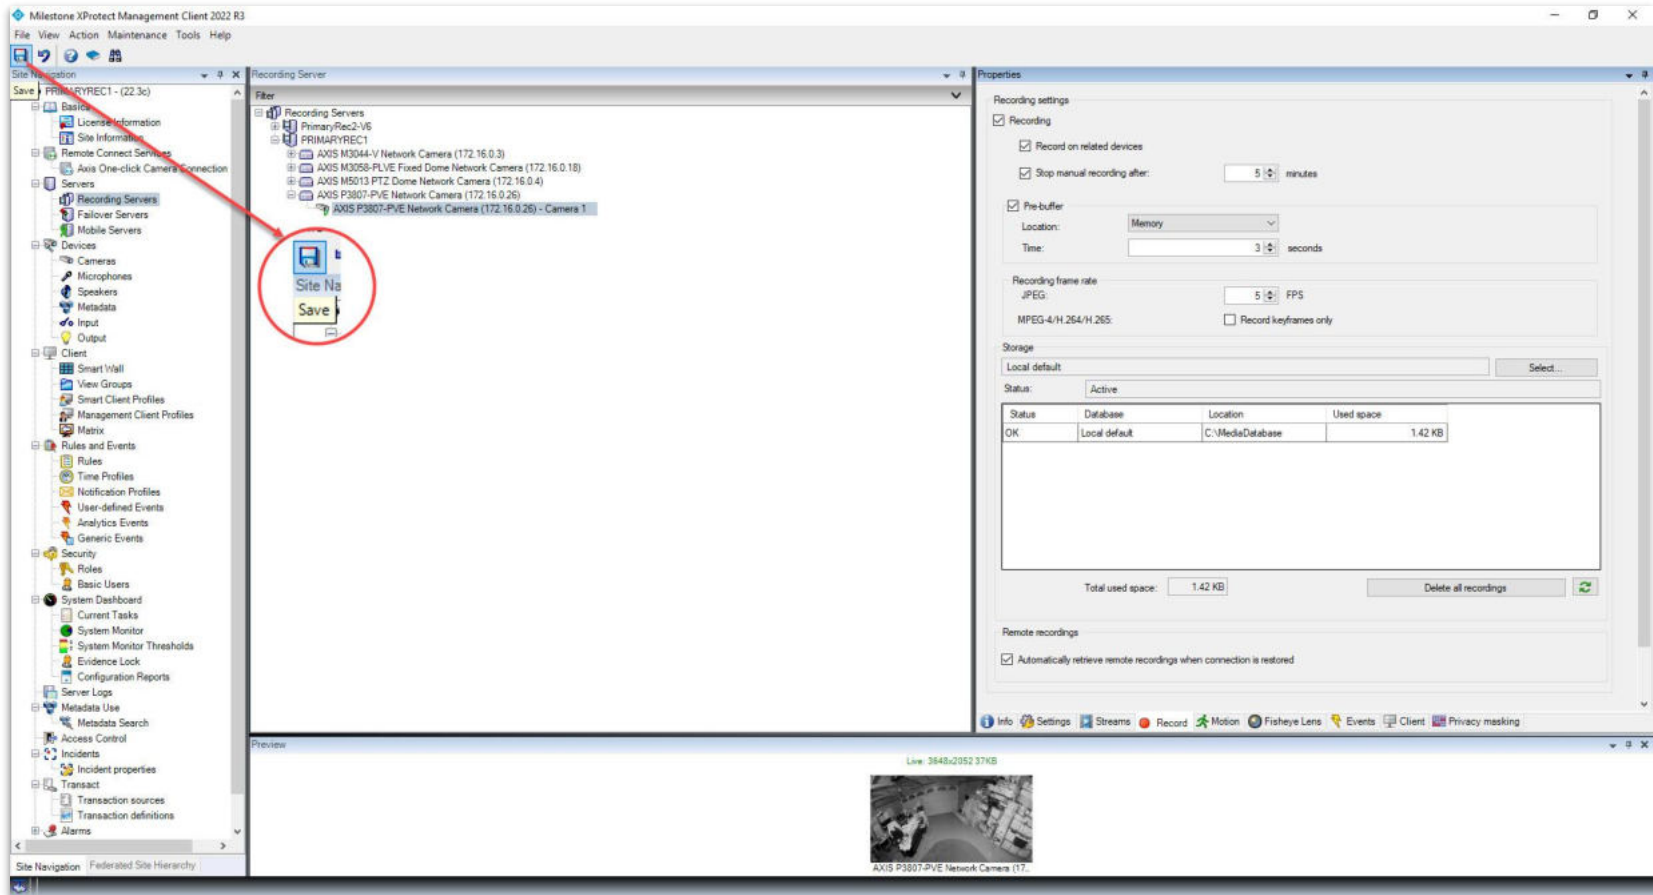 Milestone XProtect Management Client 2022 R3
File View Action Maintenance Tools Help
Site Navigation
Save
PRIMARYREC1 - (22.3c)
Basics
License Information
Site Information
Remote Connect Services
Axis One-click Camera Connection
Servers
Recording Servers
Failover Servers
Mobile Servers
Devices
Cameras
Microphones
Speakers
Metadata
Input
Output
Client
Smart Wall
View Groups
Smart Client Profiles
Management Client Profiles
Matrix
Rules and Events
Rules
Time Profiles
Notification Profiles
User-defined Events
Analytics Events
Generic Events
Security
Roles
Basic Users
System Dashboard
Current Tasks
System Monitor
System Monitor Thresholds
Evidence Lock
Configuration Reports
Server Logs
Metadata Use
Metadata Search
Access Control
Incidents
Incident properties
Transact
Transaction sources
Transaction definitions
Alarms
Site Navigation Federated Site Hierarchy
Recording Server
Filter
Recording Servers
PrimaryRec2-V6
PRIMARYREC1
AXIS M3044-V Network Camera (172.16.0.3)
AXIS M3058-PLVE Fixed Dome Network Camera (172.16.0.18)
AXIS M5013 PTZ Dome Network Camera (172.16.0.4)
AXIS P3807-PVE Network Camera (172.16.0.26)
AXIS P3807-PVE Network Camera (172.16.0.26) - Camera 1
Site Na
Save
Properties
Recording settings
Recording
Record on related devices
Stop manual recording after: 5 minutes
Pre-buffer
Location: Memory
Time: 3 seconds
Recording frame rate
JPEG: 5 FPS
MPEG-4/H.264/H.265: Record keyframes only
Storage
Local default Select...
Status: Active
Status Database Location Used space
OK Local default C:\MediaDatabase 1.42 KB
Total used space: 1.42 KB Delete all recordings
Remote recordings
Automatically retrieve remote recordings when connection is restored
Info Settings Streams Record Motion Fisheye Lens Events Client Privacy masking
Preview
Live: 3648x2052 37KB
AXIS P3807-PVE Network Camera (17...